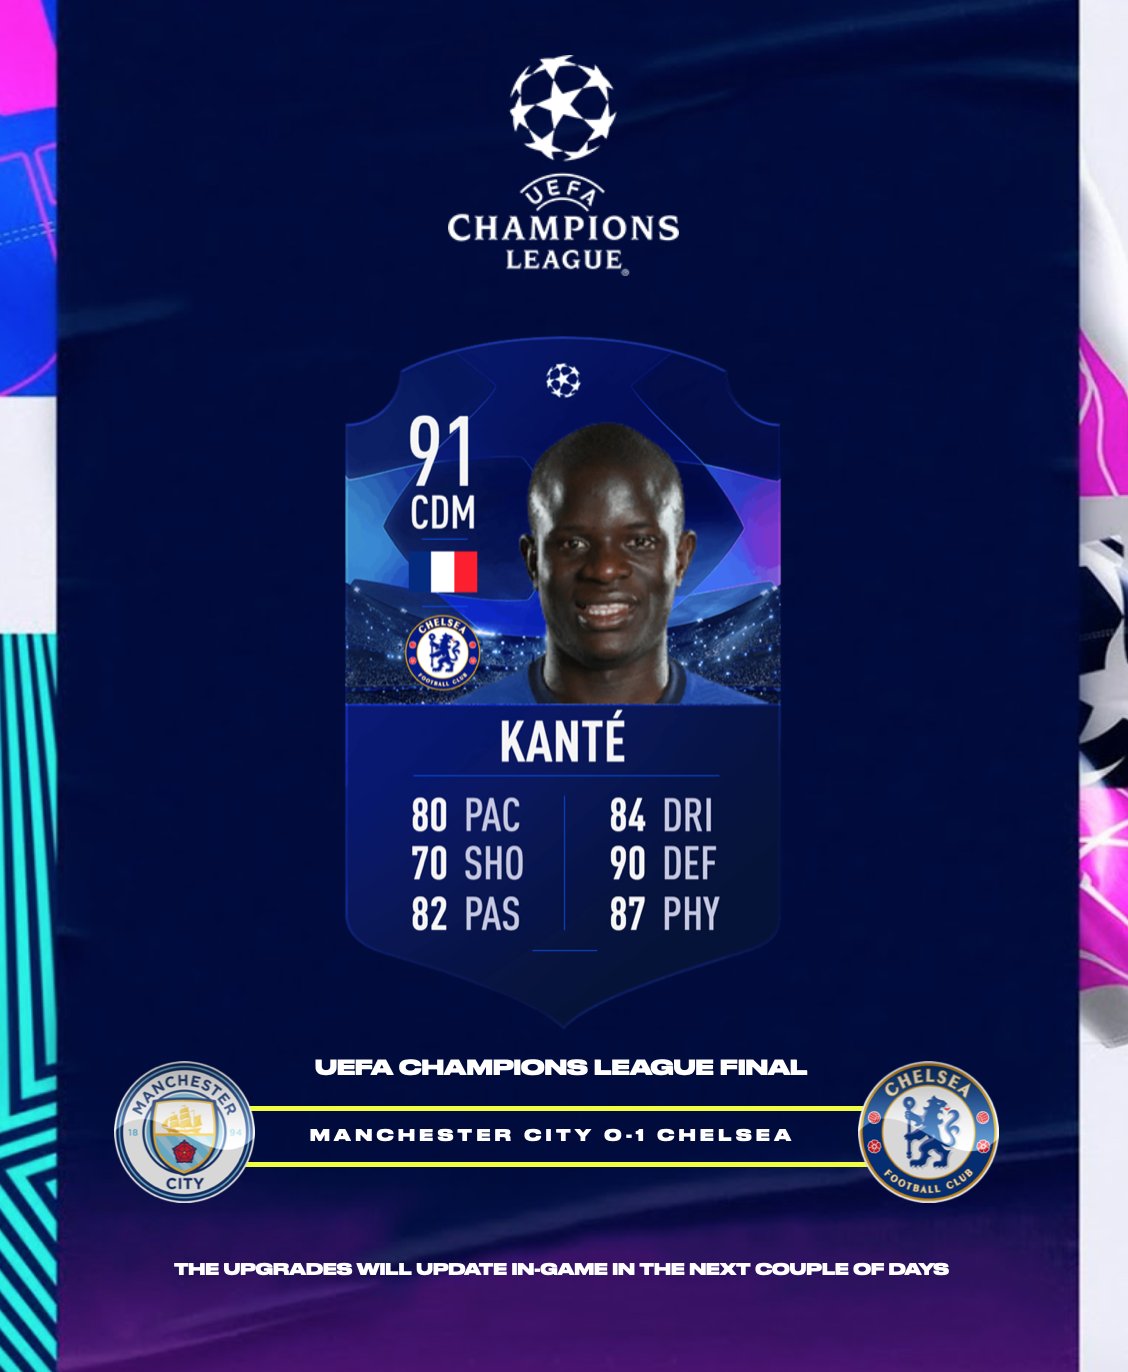 UEFA
CHAMPIONS
LEAGUE®
91
CDM
CHELSEA
FOOTBALL CLUB
KANTÉ
80 PAC 84 DRI
70 SHO 90 DEF
82 PAS 87 PHY
UEFA CHAMPIONS LEAGUE FINAL
MANCHESTER
18 94
CITY
MANCHESTER CITY 0-1 CHELSEA
CHELSEA
FOOTBALL CLUB
THE UPGRADES WILL UPDATE IN-GAME IN THE NEXT COUPLE OF DAYS